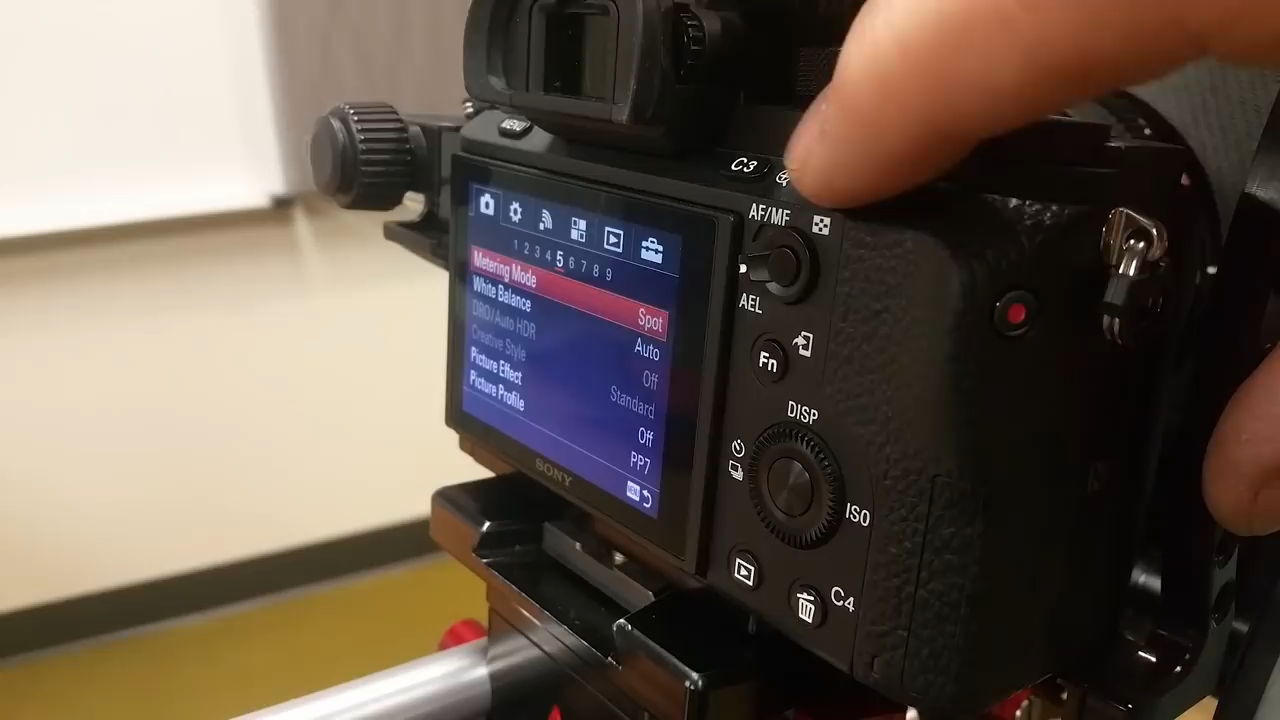 MENU
C3
AF/MF
AEL
1 2 3 4 5 6 7 8 9
Metering Mode Spot
White Balance Auto
DRO/Auto HDR Off
Creative Style Standard
Picture Effect Off
Picture Profile PP7
MENU
SONY
Fn
DISP
ISO
C4